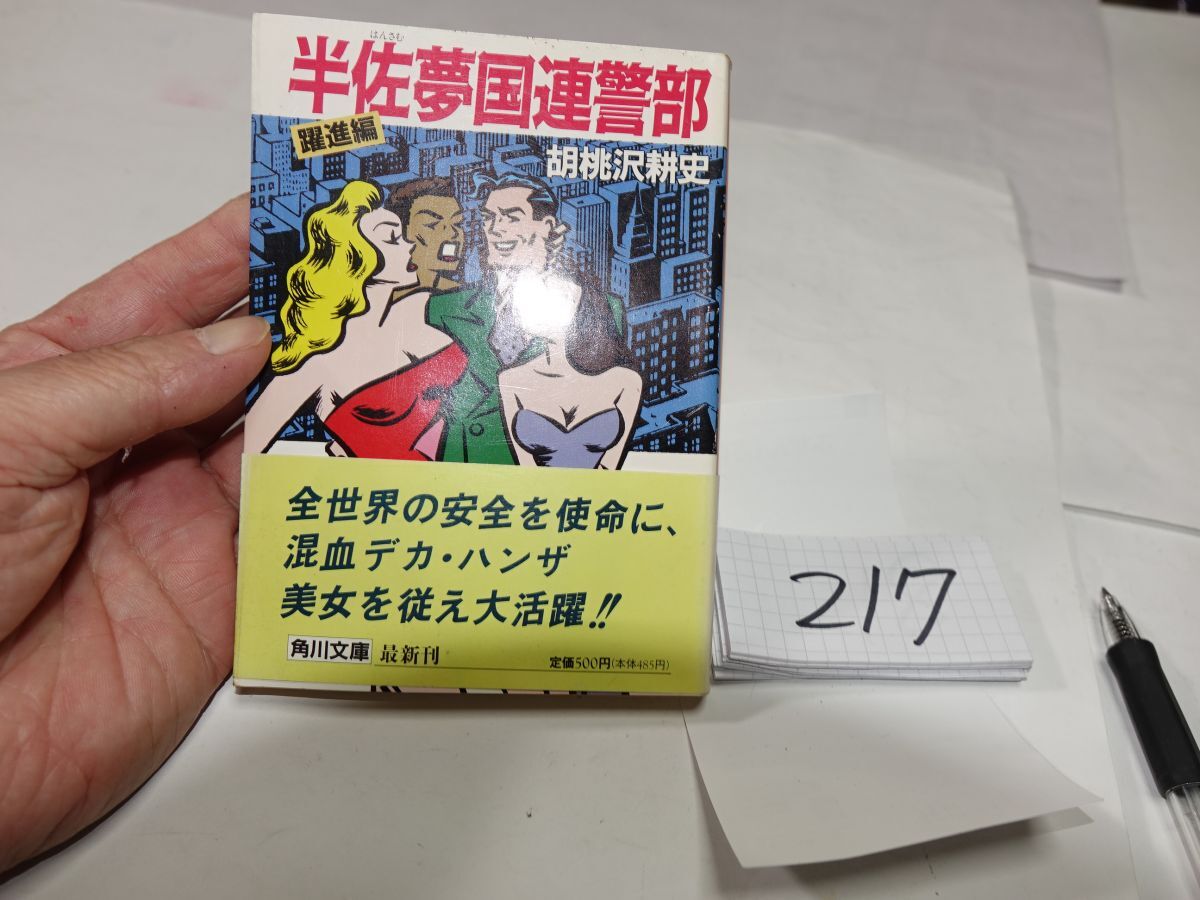 はんさむ
半佐夢国連警部
躍進編
胡桃沢耕史
全世界の安全を使命に、
混血デカ・ハンザ
美女を従え大活躍!!
角川文庫 最新刊
定価500円(本体485円)
217